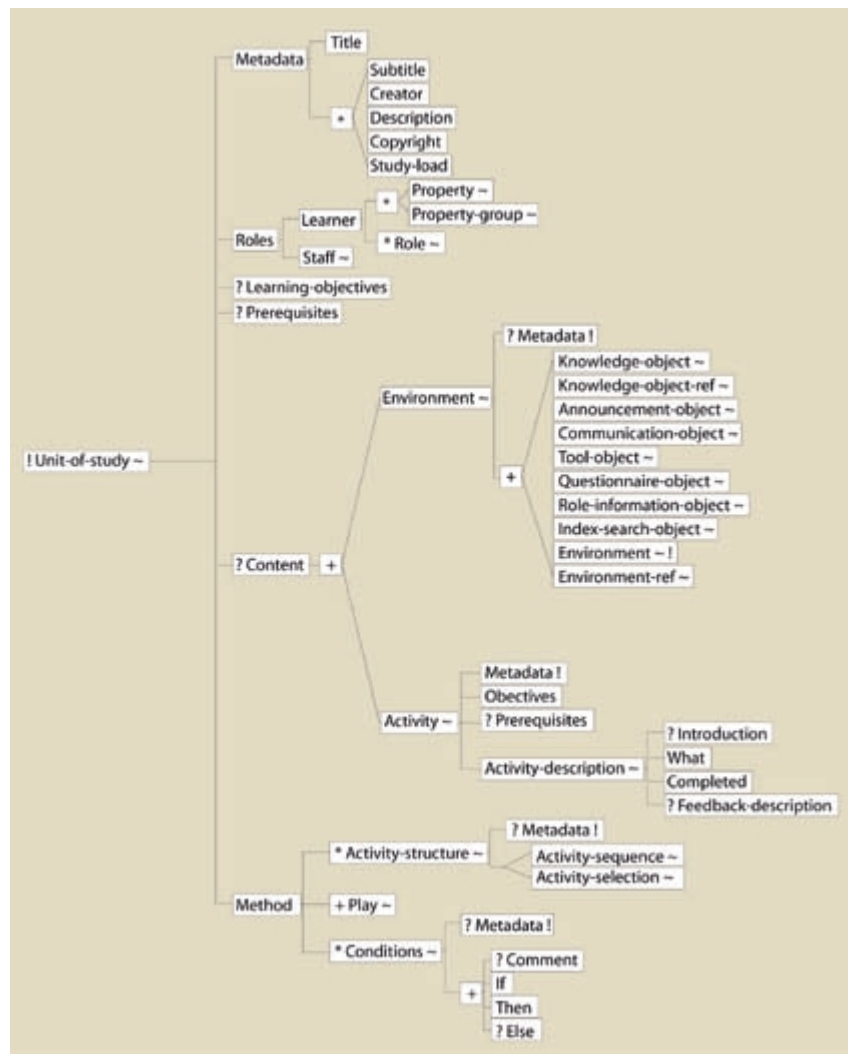 Metadata
Title
*
Subtitle
Creator
Description
Copyright
Study-load
Roles
Learner
*
Property ~
Property-group ~
* Role ~
Staff ~
? Learning-objectives
? Prerequisites
! Unit-of-study ~
? Content
+
Environment ~
? Metadata !
+
Knowledge-object ~
Knowledge-object-ref ~
Announcement-object ~
Communication-object ~
Tool-object ~
Questionnaire-object ~
Role-information-object ~
Index-search-object ~
Environment ~ !
Environment-ref ~
Activity ~
Metadata !
Obectives
? Prerequisites
Activity-description ~
? Introduction
What
Completed
? Feedback-description
Method
* Activity-structure ~
? Metadata !
Activity-sequence ~
Activity-selection ~
+ Play ~
* Conditions ~
? Metadata !
+
? Comment
If
Then
? Else